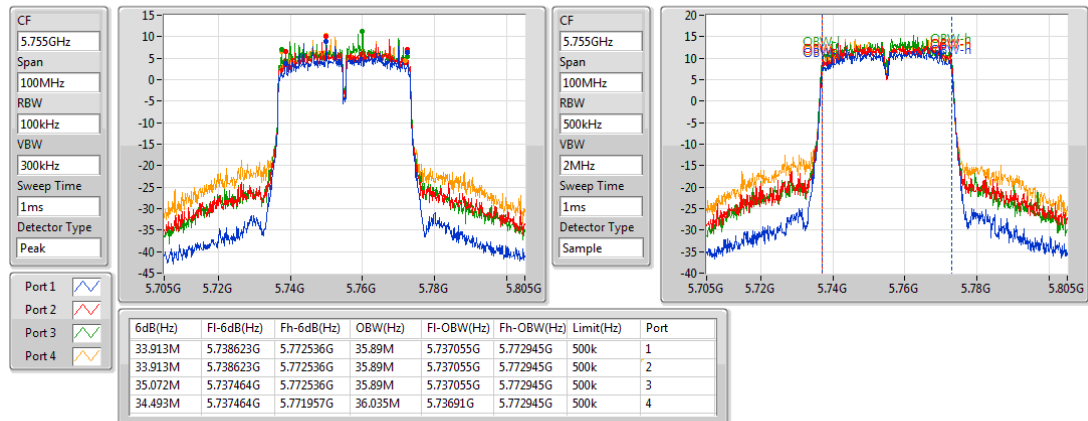 CF
5.755GHz
Span
100MHz
RBW
100kHz
VBW
300kHz
Sweep Time
1ms
Detector Type
Peak
15
10
5
0
-5
-10
-15
-20
-25
-30
-35
-40
-45
5.705G 5.72G 5.74G 5.76G 5.78G 5.805G
CF
5.755GHz
Span
100MHz
RBW
500kHz
VBW
2MHz
Sweep Time
1ms
Detector Type
Sample
20
15
10
5
0
-5
-10
-15
-20
-25
-30
-35
-40
5.705G 5.72G 5.74G 5.76G 5.78G 5.805G
Port 1
Port 2
Port 3
Port 4
6dB(Hz) Fl-6dB(Hz) Fh-6dB(Hz) OBW(Hz) Fl-OBW(Hz) Fh-OBW(Hz) Limit(Hz) Port
33.913M 5.738623G 5.772536G 35.89M 5.737055G 5.772945G 500k 1
33.913M 5.738623G 5.772536G 35.89M 5.737055G 5.772945G 500k 2
35.072M 5.737464G 5.772536G 35.89M 5.737055G 5.772945G 500k 3
34.493M 5.737464G 5.771957G 36.035M 5.73691G 5.772945G 500k 4